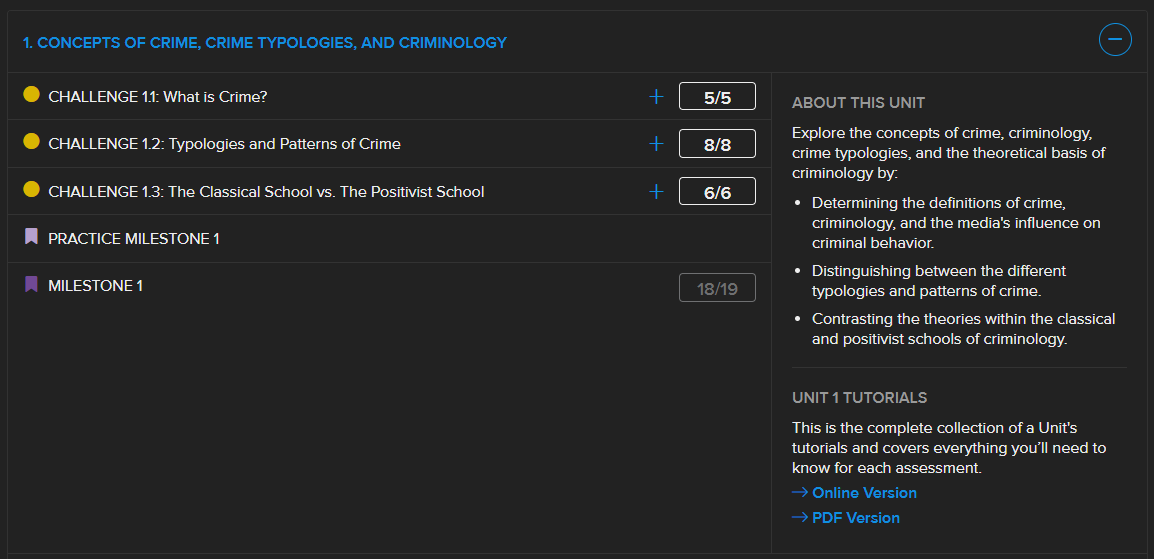 1. CONCEPTS OF CRIME, CRIME TYPOLOGIES, AND CRIMINOLOGY
CHALLENGE 1.1: What is Crime?
5/5
CHALLENGE 1.2: Typologies and Patterns of Crime
8/8
CHALLENGE 1.3: The Classical School vs. The Positivist School
6/6
PRACTICE MILESTONE 1
MILESTONE 1
18/19
ABOUT THIS UNIT
Explore the concepts of crime, criminology,
crime typologies, and the theoretical basis of
criminology by:
• Determining the definitions of crime,
criminology, and the media's influence on
criminal behavior.
• Distinguishing between the different
typologies and patterns of crime.
• Contrasting the theories within the classical
and positivist schools of criminology.
UNIT 1 TUTORIALS
This is the complete collection of a Unit's
tutorials and covers everything you’ll need to
know for each assessment.
→ Online Version
→ PDF Version